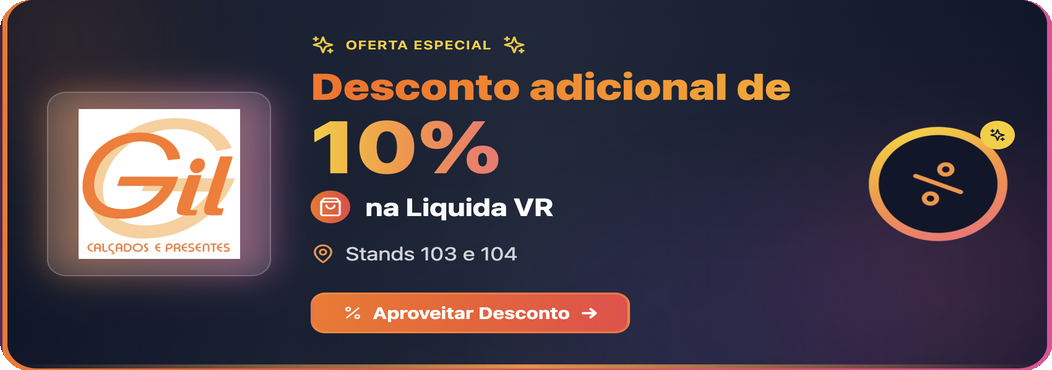 Gil
CALÇADOS E PRESENTES
OFERTA ESPECIAL
Desconto adicional de
10%
na Liquida VR
Stands 103 e 104
% Aproveitar Desconto →
%